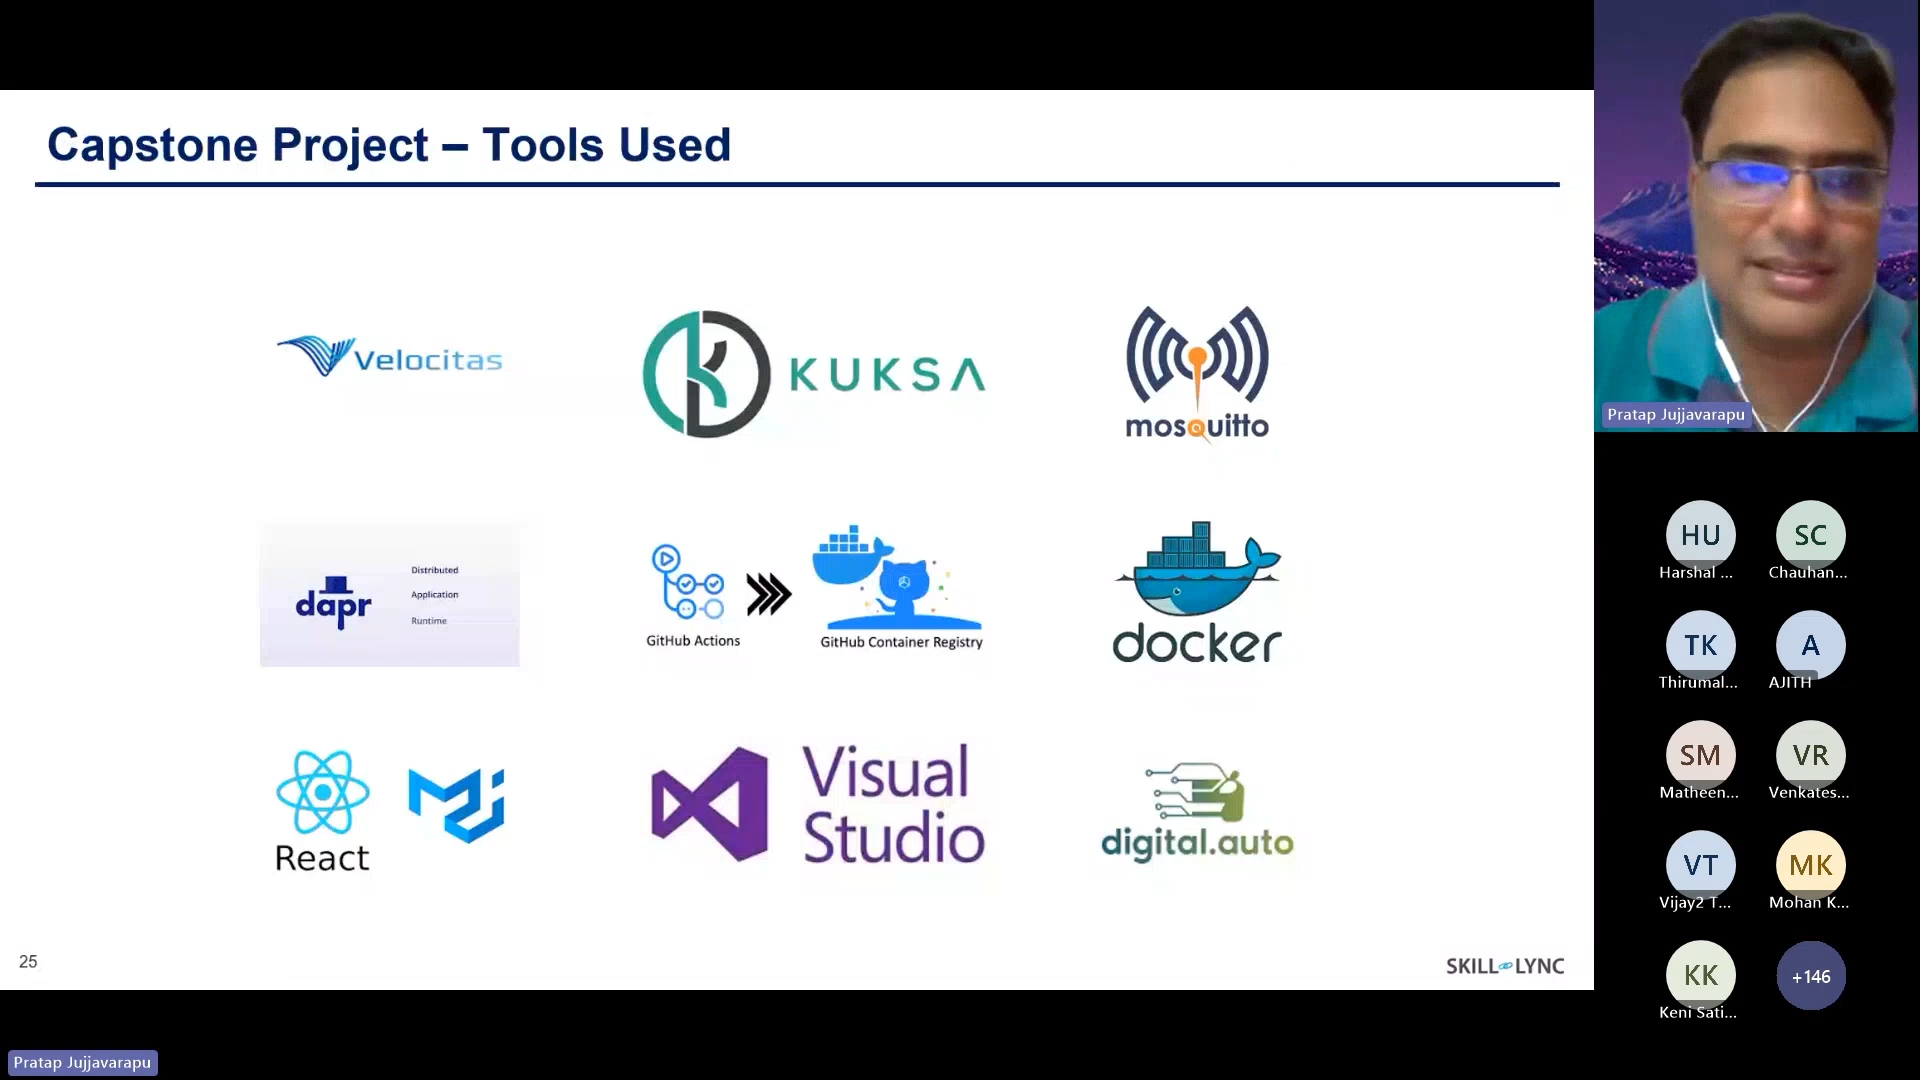 Capstone Project – Tools Used
Velocitas
KUKSA
mosquitto
dapr
Distributed
Application
Runtime
GitHub Actions
GitHub Container Registry
docker
React
Visual
Studio
digital.auto
25
SKILL LYNC
Pratap Jujjavarapu
Pratap Jujjavarapu
HU
SC
Harshal ...
Chauhan...
TK
A
Thirumal...
AJITH
SM
VR
Matheen...
Venkates...
VT
MK
Vijay2 T...
Mohan K...
KK
+146
Keni Sati...